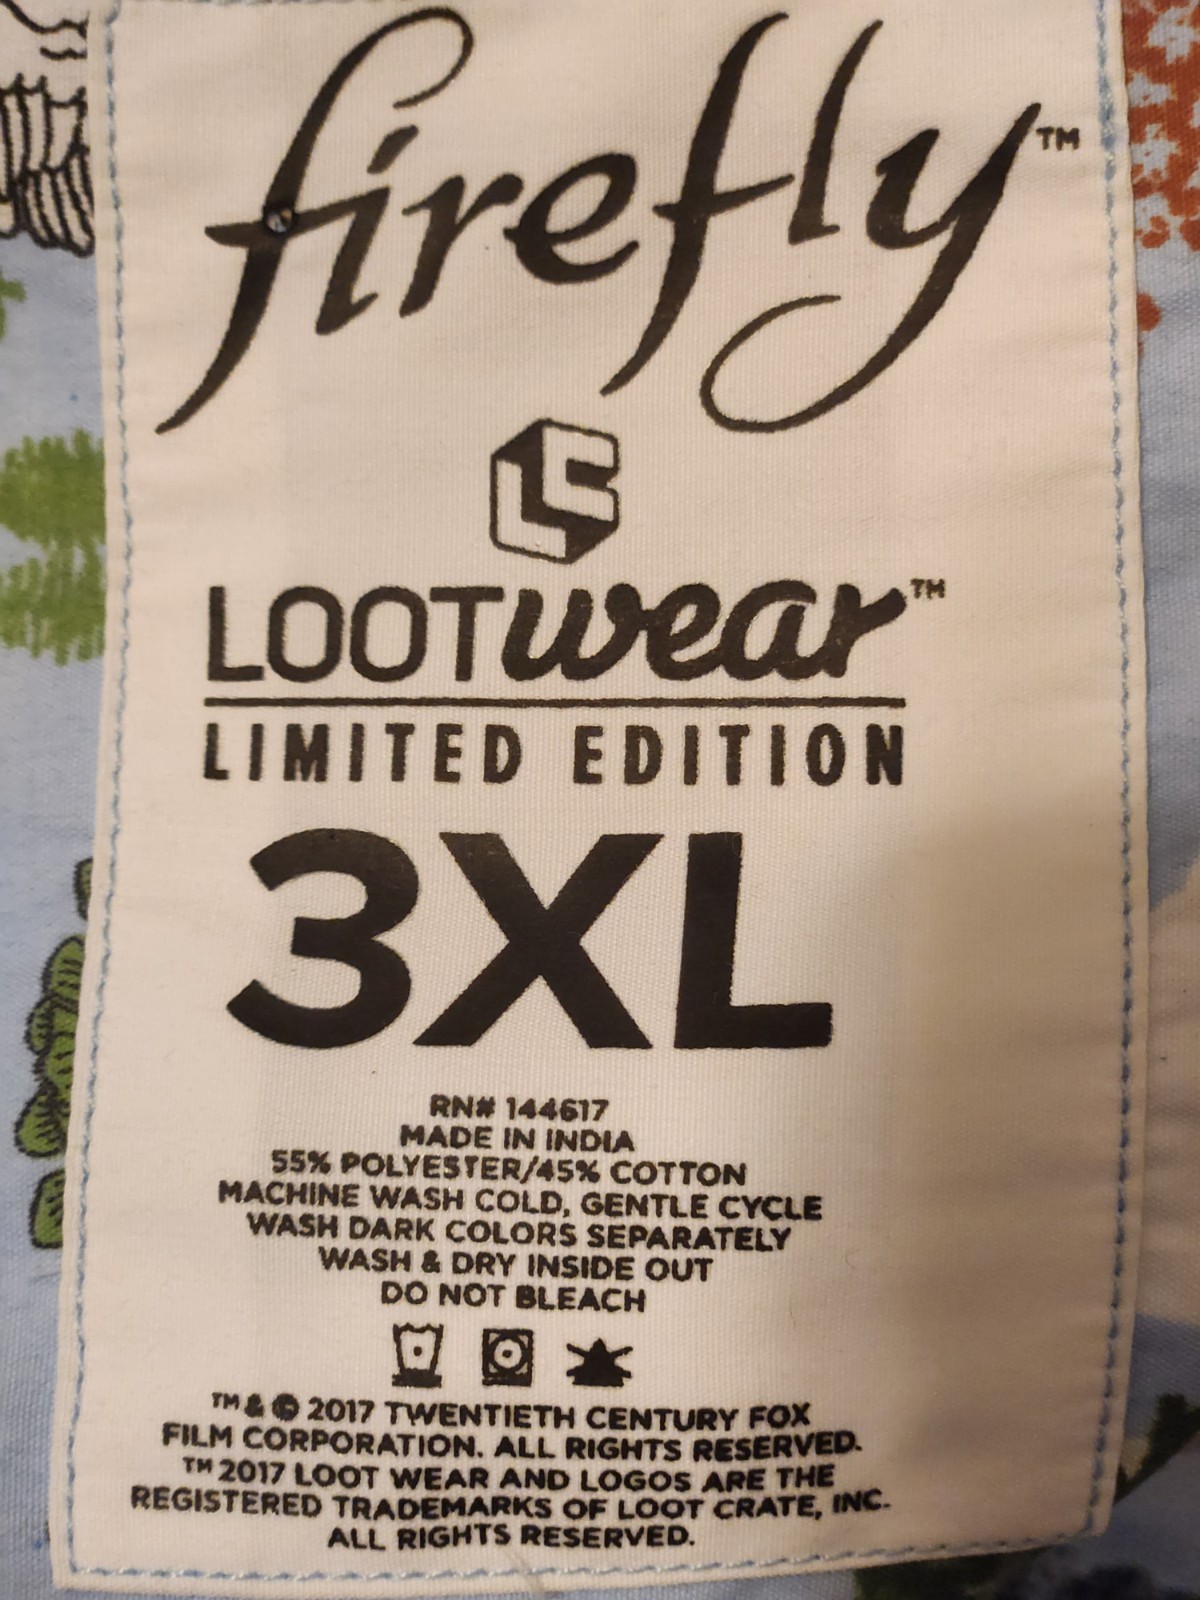 firefly™
LC
LOOTwear™
LIMITED EDITION
3XL
RN# 144617
MADE IN INDIA
55% POLYESTER/45% COTTON
MACHINE WASH COLD, GENTLE CYCLE
WASH DARK COLORS SEPARATELY
WASH & DRY INSIDE OUT
DO NOT BLEACH
™ & © 2017 TWENTIETH CENTURY FOX
FILM CORPORATION. ALL RIGHTS RESERVED.
™ 2017 LOOT WEAR AND LOGOS ARE THE
REGISTERED TRADEMARKS OF LOOT CRATE, INC.
ALL RIGHTS RESERVED.